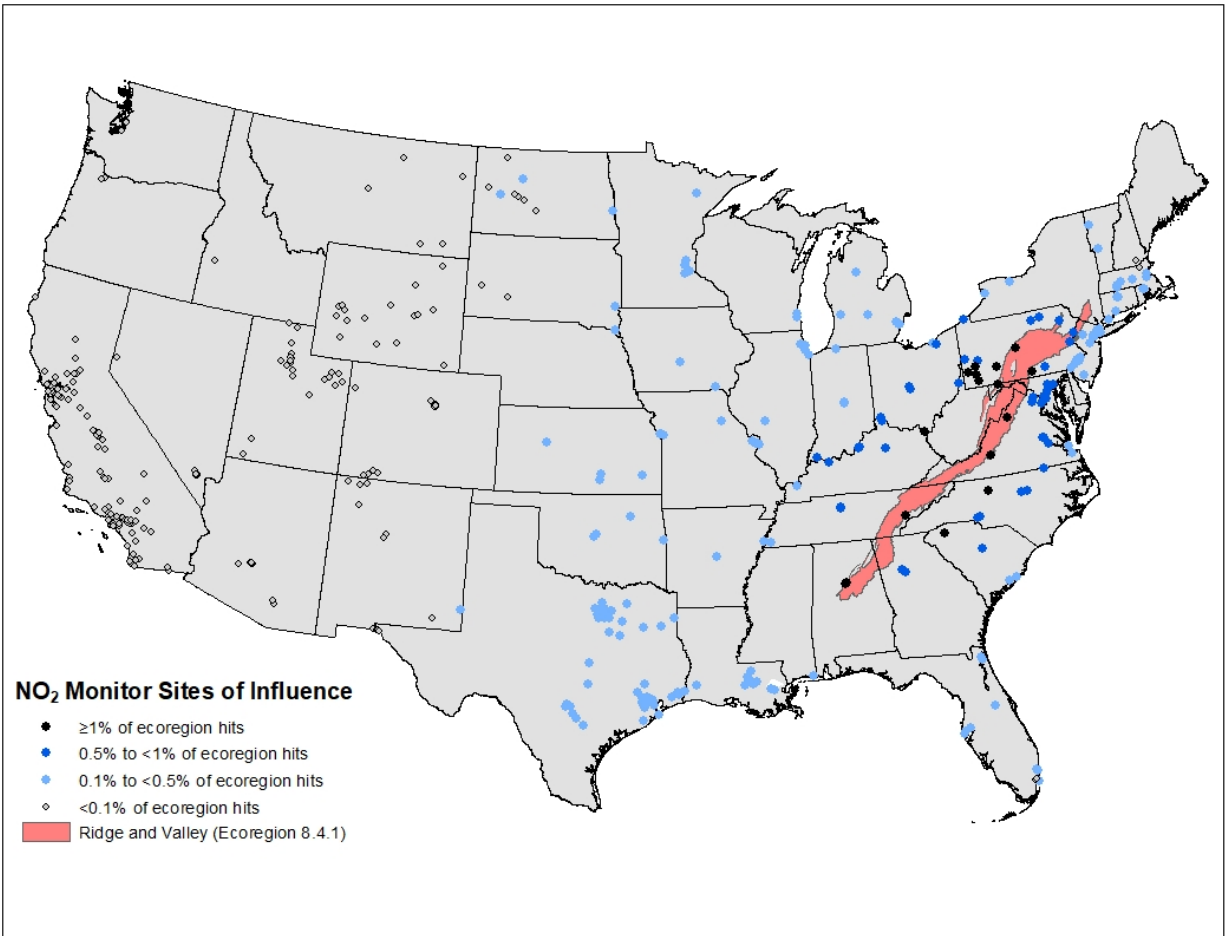 NO2 Monitor Sites of Influence
≥1% of ecoregion hits
0.5% to <1% of ecoregion hits
0.1% to <0.5% of ecoregion hits
<0.1% of ecoregion hits
Ridge and Valley (Ecoregion 8.4.1)